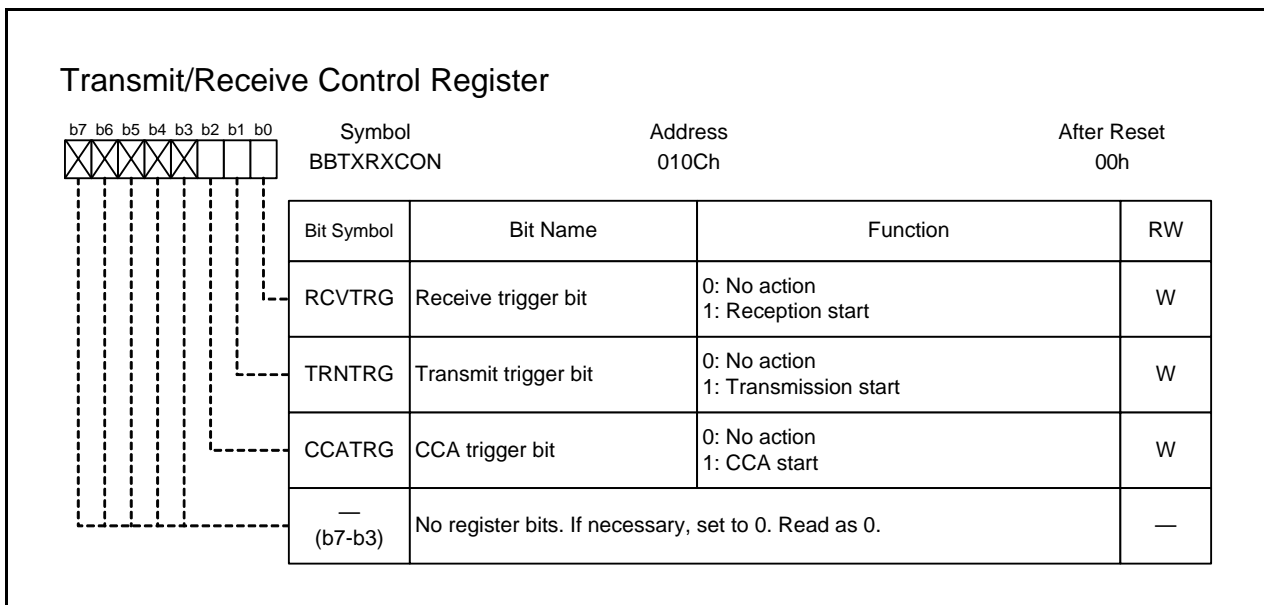 Transmit/Receive Control Register
b7 b6 b5 b4 b3 b2 b1 b0
Symbol Address After Reset
BBTXRXCON 010Ch 00h
Bit Symbol Bit Name Function RW
RCVTRG Receive trigger bit 0: No action
1: Reception start W
TRNTRG Transmit trigger bit 0: No action
1: Transmission start W
CCATRG CCA trigger bit 0: No action
1: CCA start W
—
(b7-b3) No register bits. If necessary, set to 0. Read as 0. —